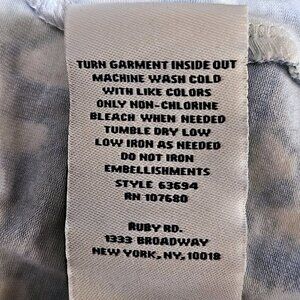 TURN GARMENT INSIDE OUT
MACHINE WASH COLD
WITH LIKE COLORS
ONLY NON-CHLORINE
BLEACH WHEN NEEDED
TUMBLE DRY LOW
LOW IRON AS NEEDED
DO NOT IRON
EMBELLISHMENTS
STYLE 63694
RN 107680
RUBY RD.
1333 BROADWAY
NEW YORK, NY, 10018